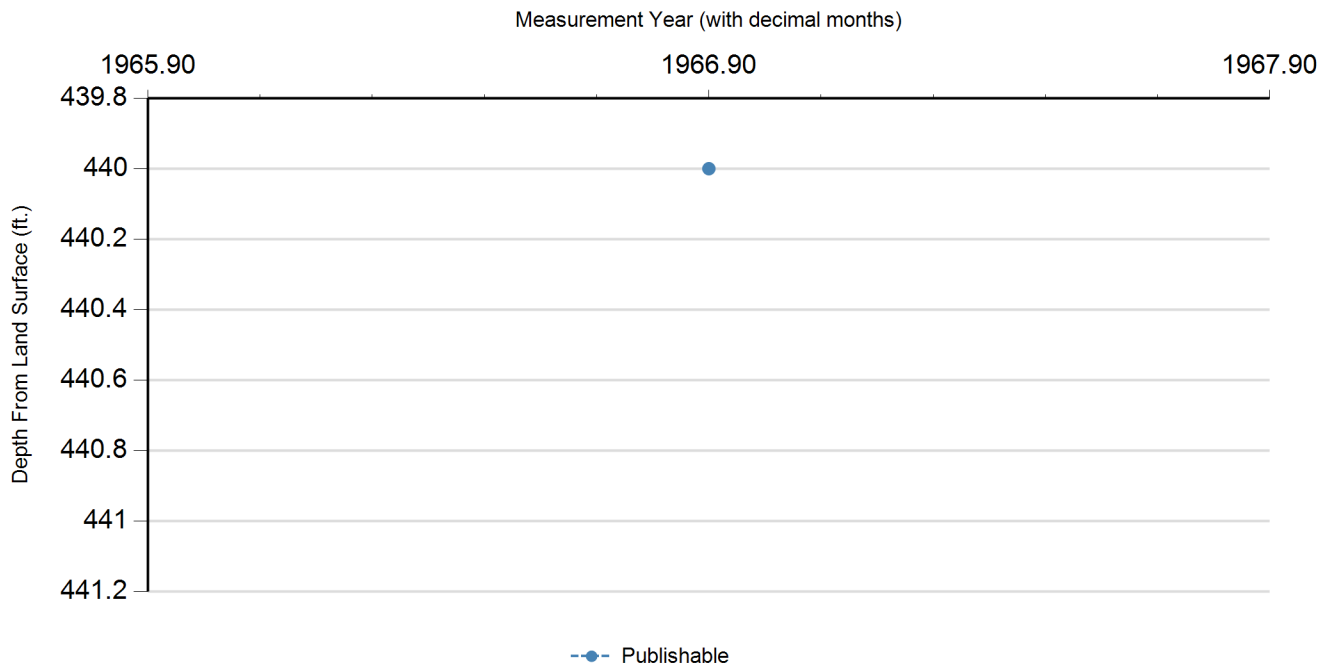 Measurement Year (with decimal months)
1965.90 1966.90 1967.90
439.8
440
440.2
440.4
440.6
440.8
441
441.2
Depth From Land Surface (ft.)
Publishable